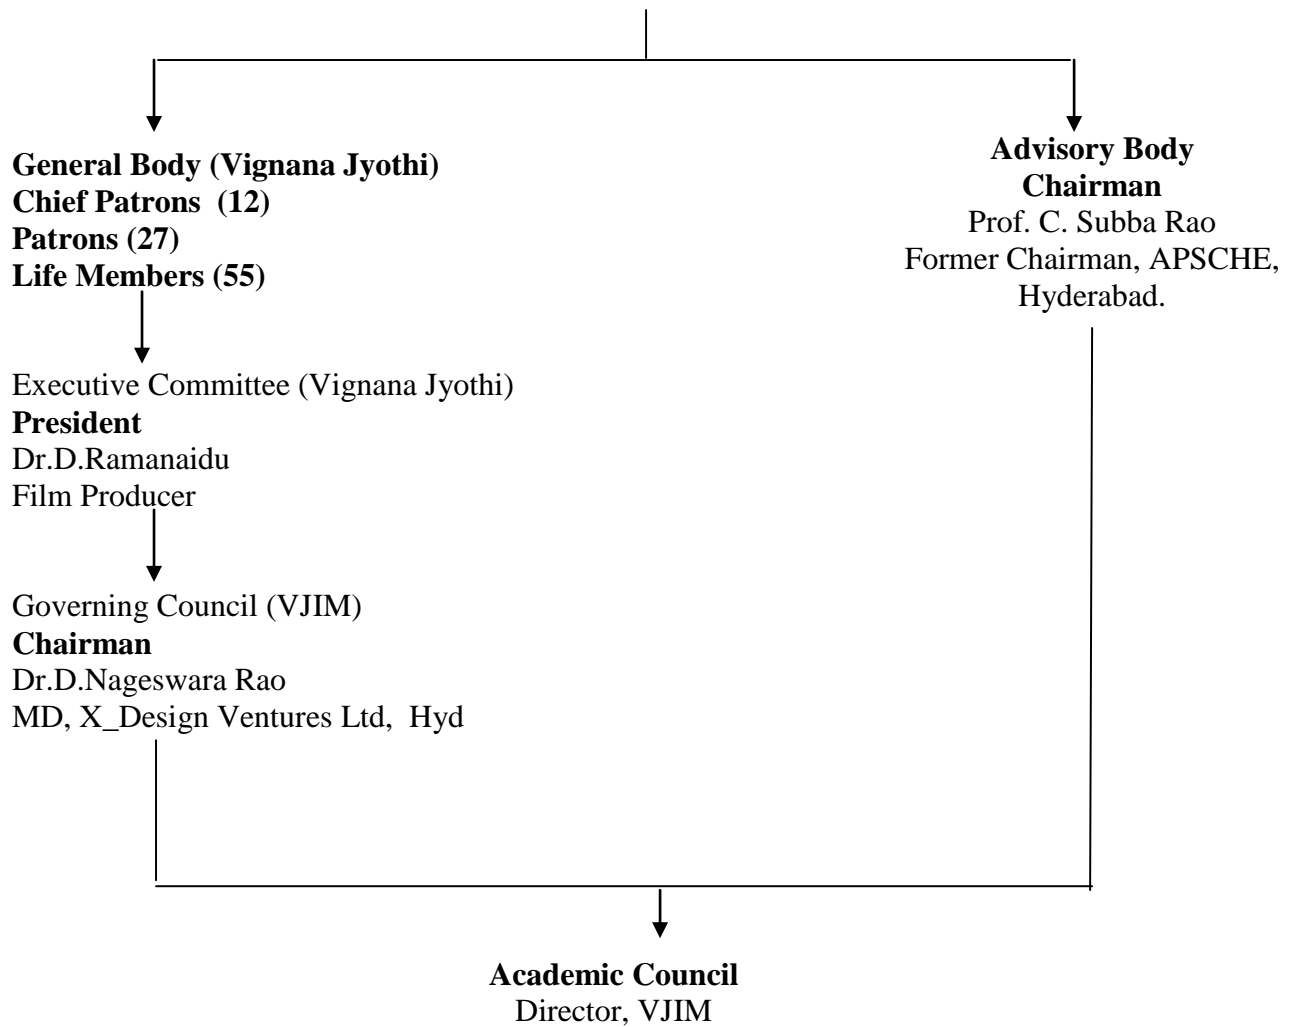 General Body (Vignana Jyothi)
Chief Patrons  (12)
Patrons (27)
Life Members (55)
Executive Committee (Vignana Jyothi)
President
Dr.D.Ramanaidu
Film Producer
Governing Council (VJIM)
Chairman
Dr.D.Nageswara Rao
MD, X_Design Ventures Ltd,  Hyd
Advisory Body
Chairman
Prof. C. Subba Rao
Former Chairman, APSCHE,
Hyderabad.
Academic Council
Director, VJIM